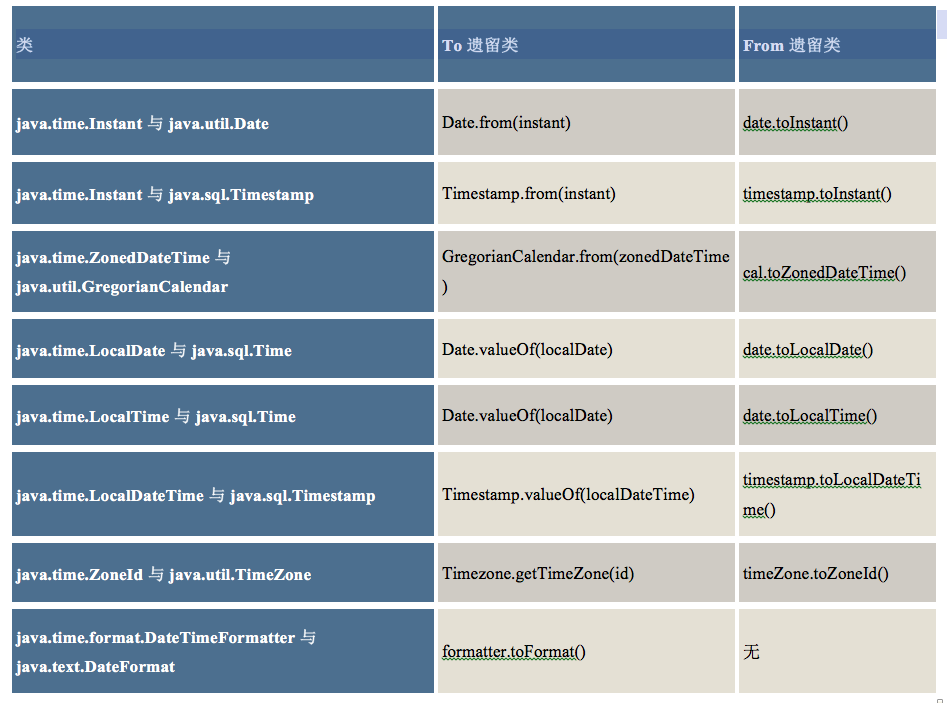 类 To 遗留类 From 遗留类
java.time.Instant 与 java.util.Date Date.from(instant) date.toInstant()
java.time.Instant 与 java.sql.Timestamp Timestamp.from(instant) timestamp.toInstant()
java.time.ZonedDateTime 与
java.util.GregorianCalendar
GregorianCalendar.from(zonedDateTime
)
cal.toZonedDateTime()
java.time.LocalDate 与 java.sql.Time Date.valueOf(localDate) date.toLocalDate()
java.time.LocalTime 与 java.sql.Time Date.valueOf(localDate) date.toLocalTime()
java.time.LocalDateTime 与 java.sql.Timestamp Timestamp.valueOf(localDateTime)
timestamp.toLocalDateTi
me()
java.time.ZoneId 与 java.util.TimeZone Timezone.getTimeZone(id) timeZone.toZoneId()
java.time.format.DateTimeFormatter 与
java.text.DateFormat
formatter.toFormat()
无